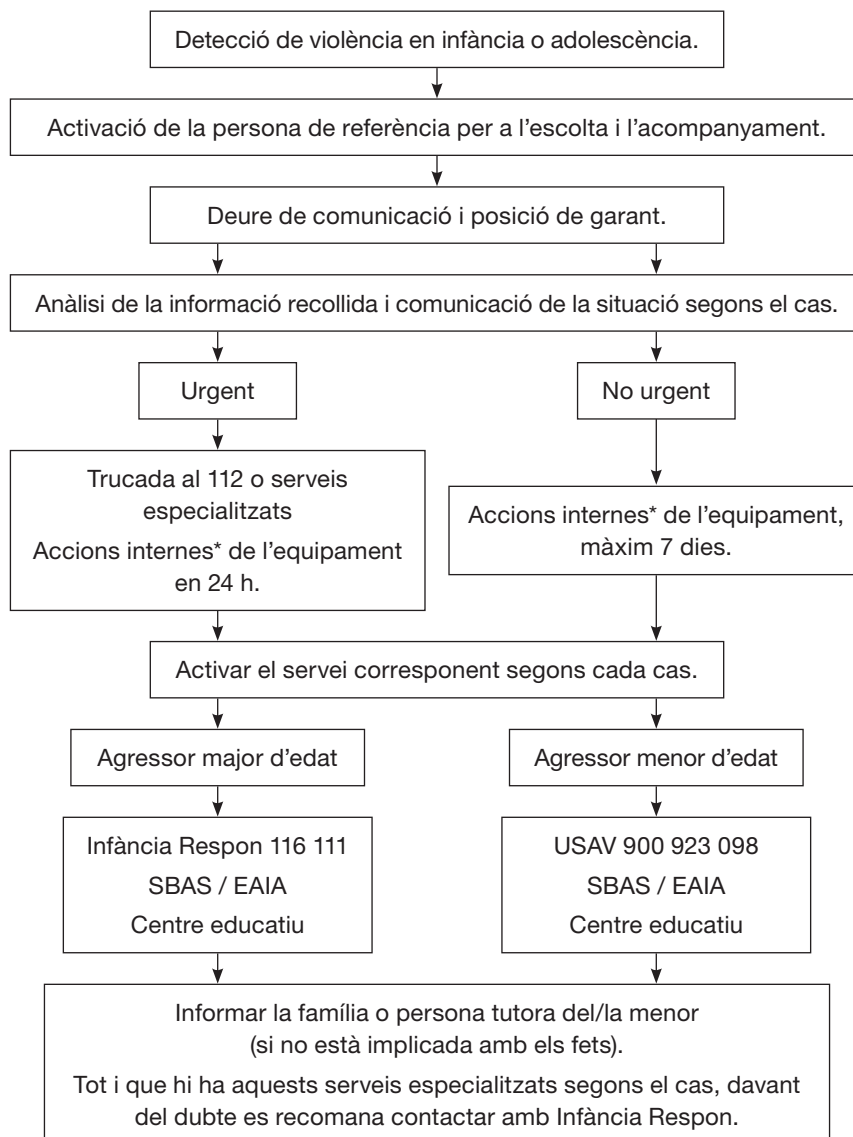 Detecció de violència en infància o adolescència.
Activació de la persona de referència per a l’escolta i l’acompanyament.
Deure de comunicació i posició de garant.
Anàlisi de la informació recollida i comunicació de la situació segons el cas.
Urgent
No urgent
Trucada al 112 o serveis
especialitzats
Accions internes* de l’equipament
en 24 h.
Accions internes* de l’equipament,
màxim 7 dies.
Activar el servei corresponent segons cada cas.
Agressor major d’edat
Agressor menor d’edat
Infància Respon 116 111
SBAS / EAIA
Centre educatiu
USAV 900 923 098
SBAS / EAIA
Centre educatiu
Informar la família o persona tutora del/la menor
(si no està implicada amb els fets).
Tot i que hi ha aquests serveis especialitzats segons el cas, davant
del dubte es recomana contactar amb Infància Respon.